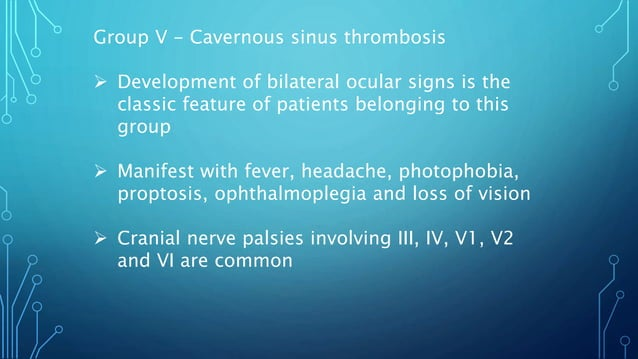 Group V – Cavernous sinus thrombosis
➢ Development of bilateral ocular signs is the
classic feature of patients belonging to this
group
➢ Manifest with fever, headache, photophobia,
proptosis, ophthalmoplegia and loss of vision
➢ Cranial nerve palsies involving III, IV, V1, V2
and VI are common